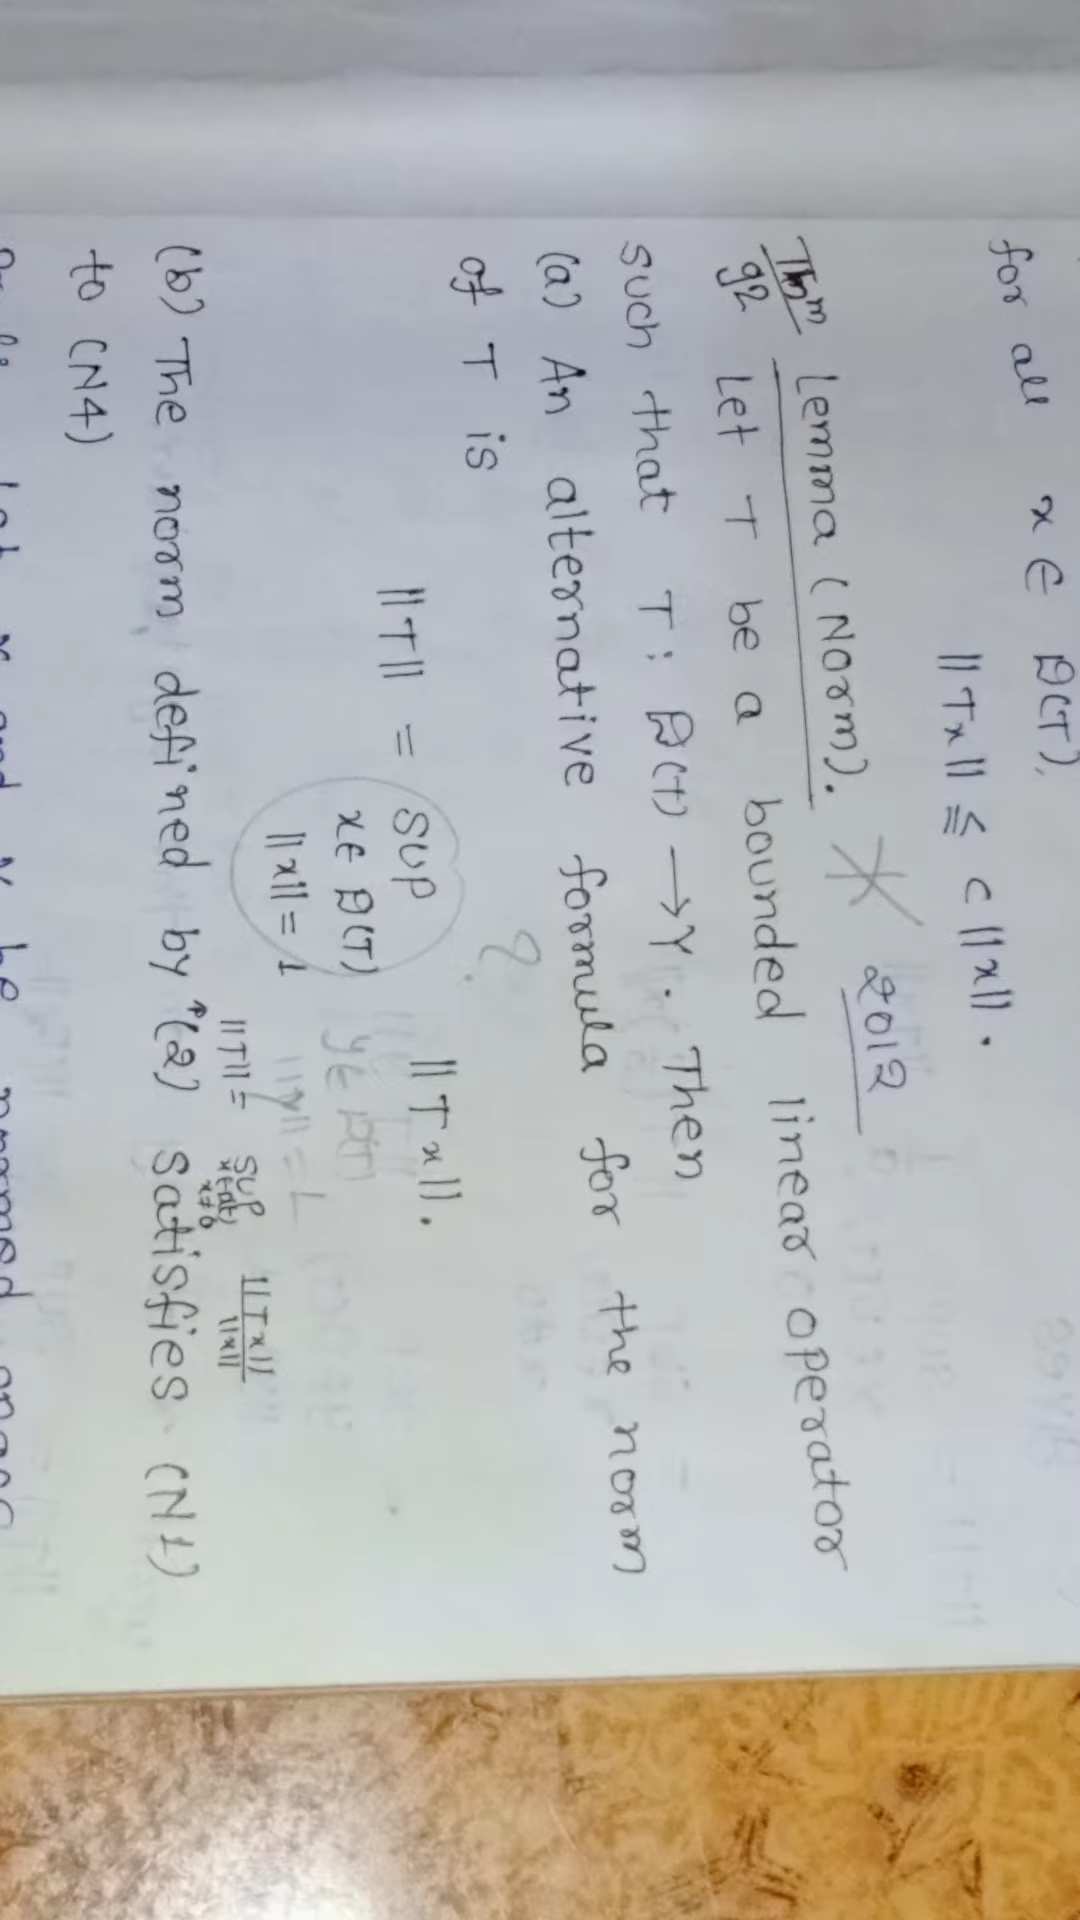 for all x ∈ D(T),
||Tx|| ≤ c||x||.
Thm Lemma (Norm). 2012
92 Let T be a bounded linear operator
such that T : D(T) → Y. Then
(a) An alternative formula for the norm
of T is
||T|| = sup ||Tx||.
x ∈ D(T)
||x|| = 1
||T|| = sup ||Tx||
x∈D(T) ||x||
x≠0
(b) The norm defined by (2) Satisfies (N1)
to (N4)